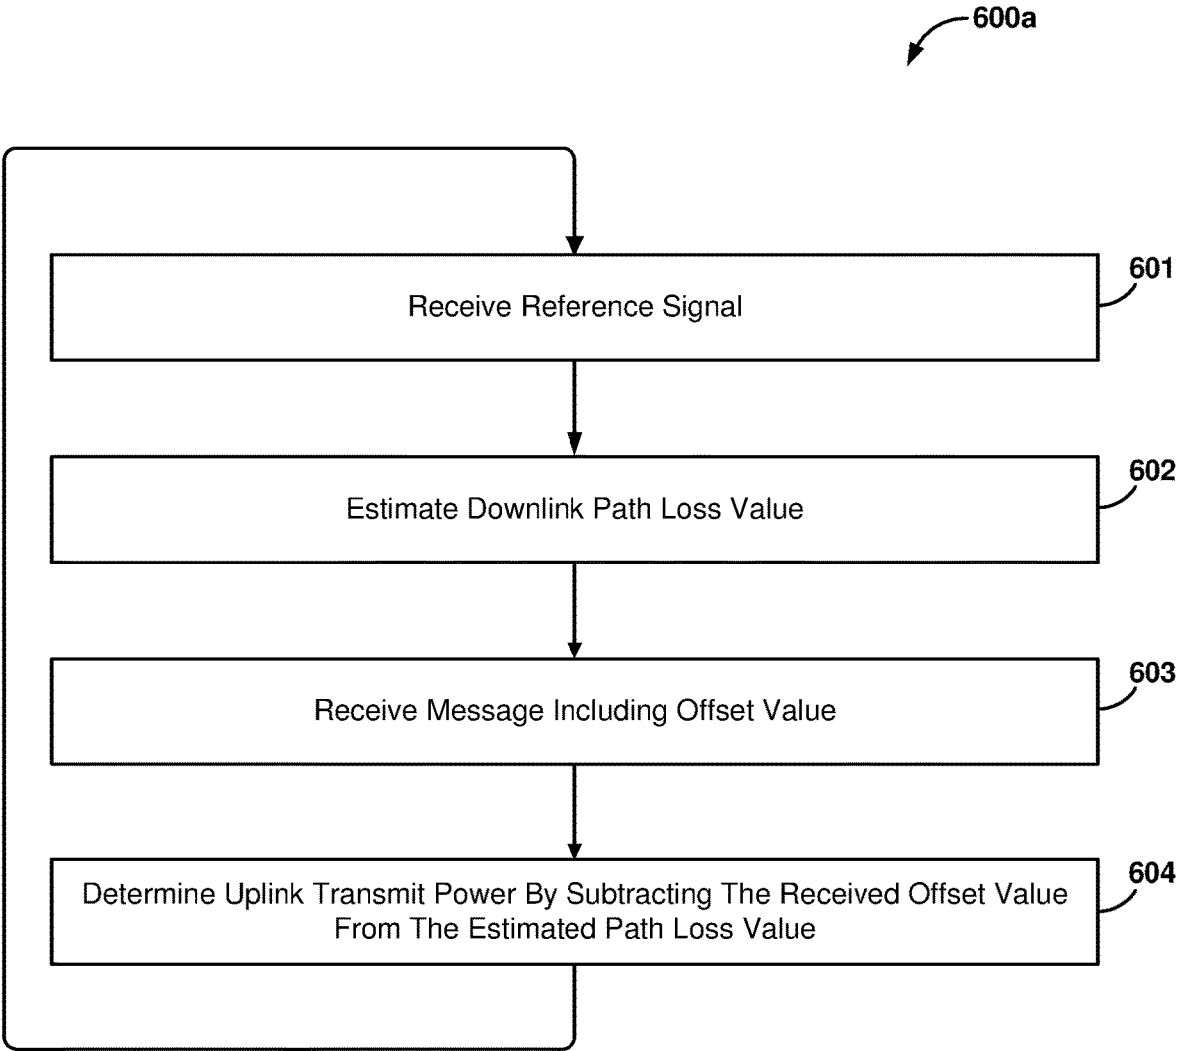 600a
601
Receive Reference Signal
602
Estimate Downlink Path Loss Value
603
Receive Message Including Offset Value
604
Determine Uplink Transmit Power By Subtracting The Received Offset Value
From The Estimated Path Loss Value